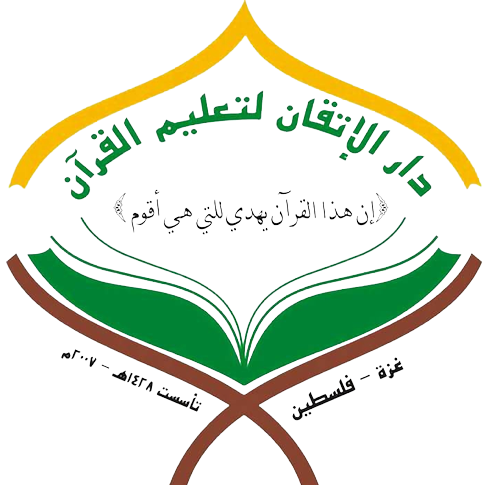 دار الإتقان لتعليم القرآن
﴿إن هذا القرآن يهدي للتي هي أقوم﴾
غزة - فلسطين
تأسست ١٤٢٨هـ - ٢٠٠٧م